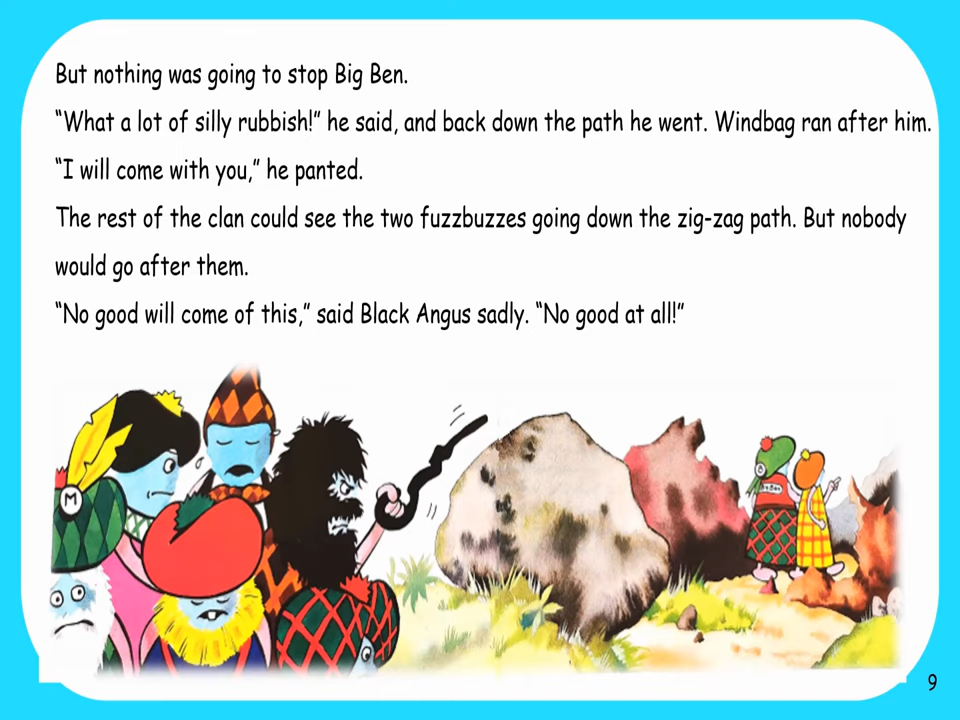 But nothing was going to stop Big Ben.
“What a lot of silly rubbish!” he said, and back down the path he went. Windbag ran after him.
“I will come with you,” he panted.
The rest of the clan could see the two fuzzbuzzes going down the zig-zag path. But nobody
would go after them.
“No good will come of this,” said Black Angus sadly. “No good at all!”
M
Big Ben
9